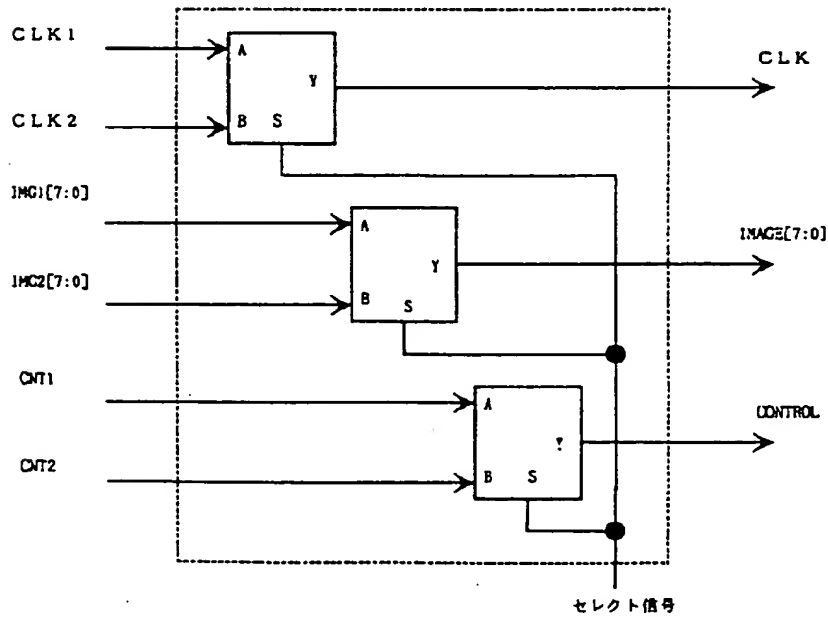 CLK1
A
Y
CLK
CLK2
B S
IMG1[7:0]
A
Y
IMAGE[7:0]
IMG2[7:0]
B
S
CNT1
A
CONTROL
Y
CNT2
B S
セレクト信号